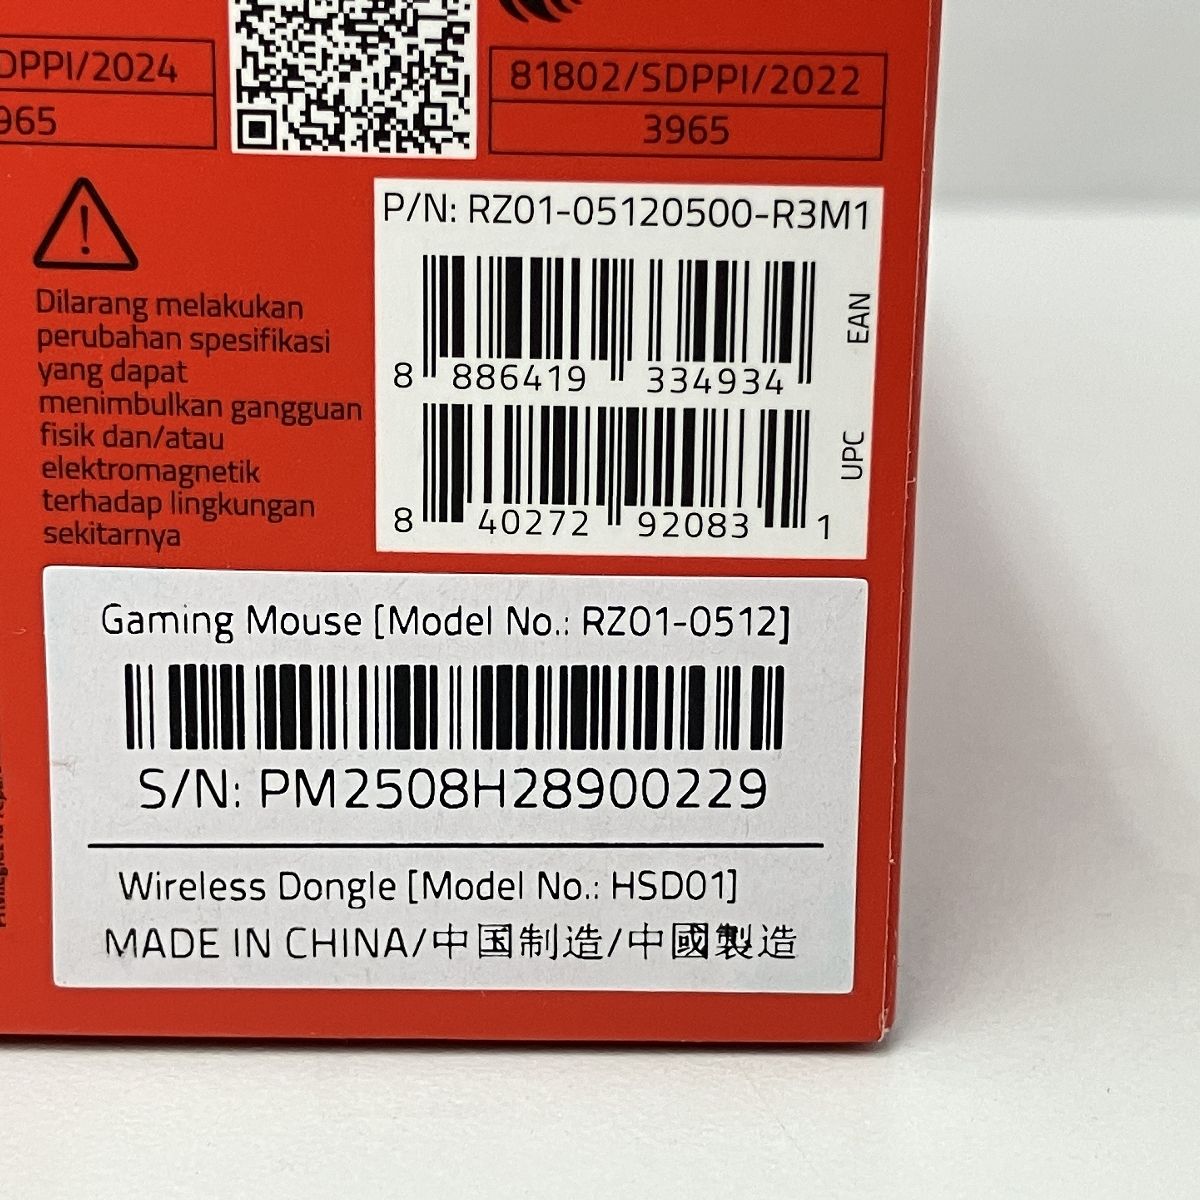 DPPI/2024
965
81802/SDPPI/2022
3965
Dilarang melakukan
perubahan spesifikasi
yang dapat
menimbulkan gangguan
fisik dan/atau
elektromagnetik
terhadap lingkungan
sekitarnya
P/N: RZ01-05120500-R3M1
8 886419 334934
EAN
8 40272 92083 1
UPC
Gaming Mouse [Model No.: RZ01-0512]
S/N: PM2508H28900229
Wireless Dongle [Model No.: HSD01]
MADE IN CHINA/中国制造/中國製造